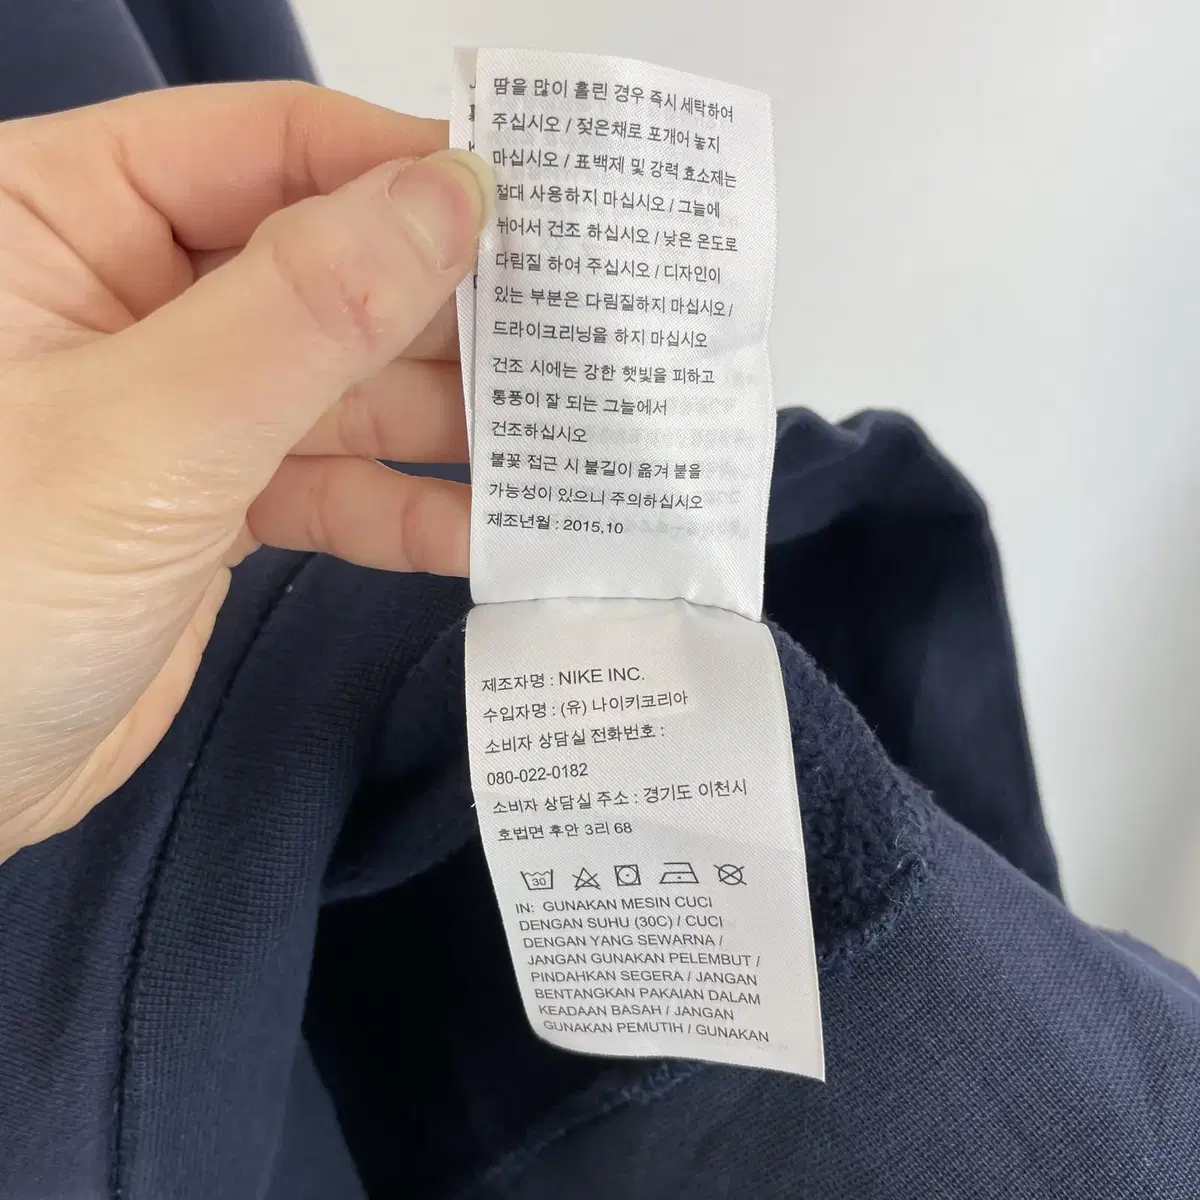 땀을 많이 흘린 경우 즉시 세탁하여
주십시오 / 젖은채로 포개어 놓지
마십시오 / 표백제 및 강력 효소제는
절대 사용하지 마십시오 / 그늘에
뉘어서 건조 하십시오 / 낮은 온도로
다림질 하여 주십시오 / 디자인이
있는 부분은 다림질하지 마십시오 /
드라이크리닝을 하지 마십시오
건조 시에는 강한 햇빛을 피하고
통풍이 잘 되는 그늘에서
건조하십시오
불꽃 접근 시 불길이 옮겨 붙을
가능성이 있으니 주의하십시오
제조년월 : 2015,10
제조자명 : NIKE INC.
수입자명 : (유) 나이키코리아
소비자 상담실 전화번호 :
080-022-0182
소비자 상담실 주소 : 경기도 이천시
호법면 후안 3리 68
30
IN: GUNAKAN MESIN CUCI
DENGAN SUHU (30C) / CUCI
DENGAN YANG SEWARNA /
JANGAN GUNAKAN PELEMBUT /
PINDAHKAN SEGERA / JANGAN
BENTANGKAN PAKAIAN DALAM
KEADAAN BASAH / JANGAN
GUNAKAN PEMUTIH / GUNAKAN